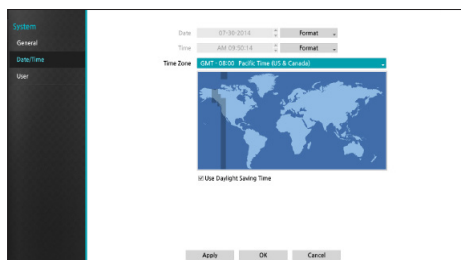 System
General
Date/Time
User
Date 07-30-2014 Format
Time AM 09:50:14 Format
Time Zone GMT - 08:00 Pacific Time (US & Canada)
Use Daylight Saving Time
Apply OK Cancel